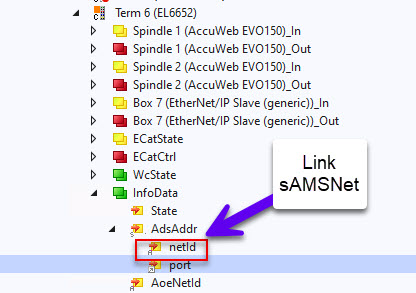 Term 6 (EL6652)
Spindle 1 (AccuWeb EVO150)_In
Spindle 1 (AccuWeb EVO150)_Out
Spindle 2 (AccuWeb EVO150)_In
Spindle 2 (AccuWeb EVO150)_Out
Box 7 (EtherNet/IP Slave (generic))_In
Box 7 (EtherNet/IP Slave (generic))_Out
ECatState
ECatCtrl
WcState
InfoData
State
AdsAddr
netId
port
AoeNetId
Link
sAMSNet